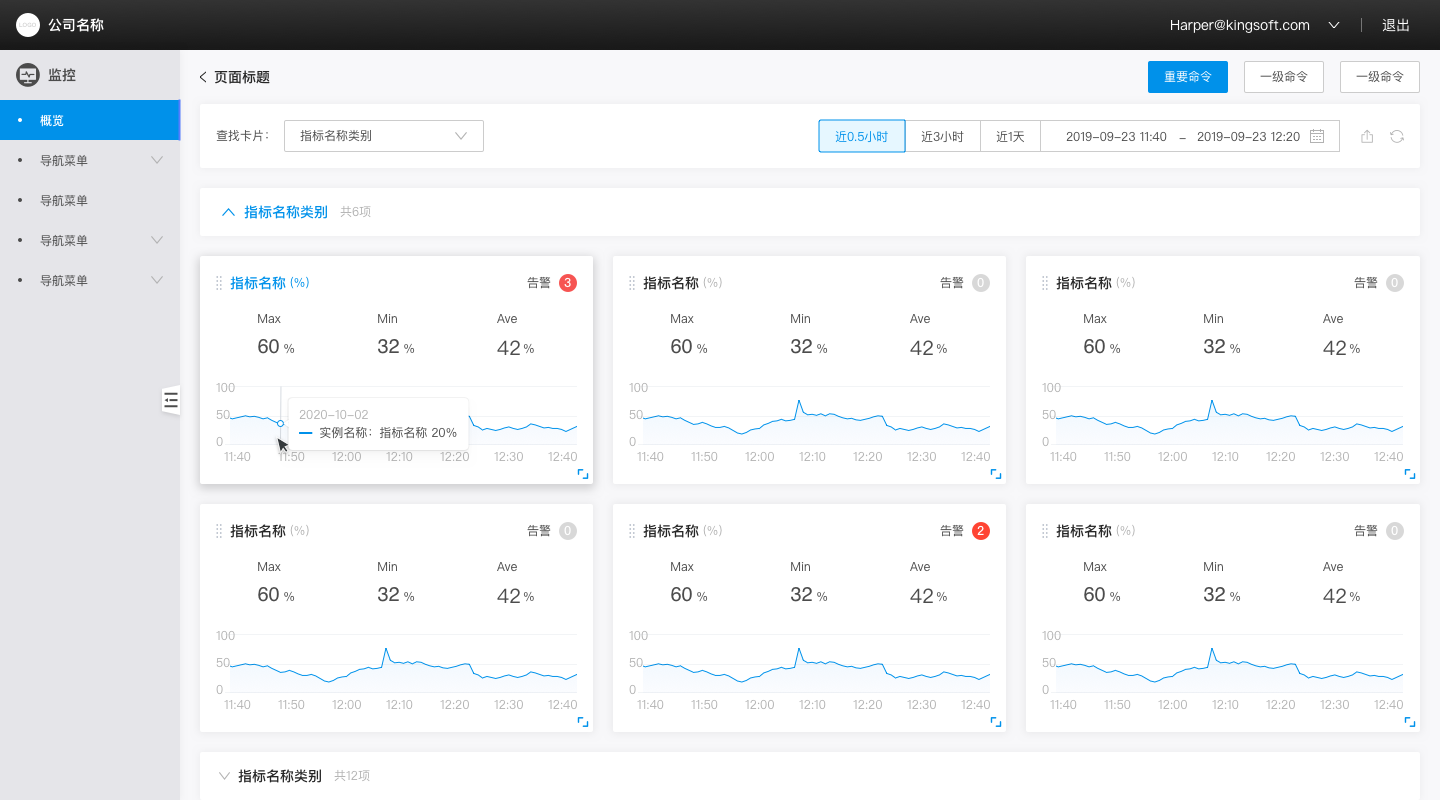 公司名称
Harper@kingsoft.com 退出
监控
概览
导航菜单
导航菜单
导航菜单
导航菜单
页面标题
重要命令 一级命令 一级命令
查找卡片: 指标名称类别
近0.5小时 近3小时 近1天 2019-09-23 11:40 – 2019-09-23 12:20
指标名称类别 共6项
指标名称 (%) 告警 3
Max Min Ave
60 % 32 % 42 %
100
50
0
2020-10-02
实例名称: 指标名称 20%
11:40 11:50 12:00 12:10 12:20 12:30 12:40
指标名称 (%) 告警 0
Max Min Ave
60 % 32 % 42 %
100
50
0
11:40 11:50 12:00 12:10 12:20 12:30 12:40
指标名称 (%) 告警 0
Max Min Ave
60 % 32 % 42 %
100
50
0
11:40 11:50 12:00 12:10 12:20 12:30 12:40
指标名称 (%) 告警 0
Max Min Ave
60 % 32 % 42 %
100
50
0
11:40 11:50 12:00 12:10 12:20 12:30 12:40
指标名称 (%) 告警 2
Max Min Ave
60 % 32 % 42 %
100
50
0
11:40 11:50 12:00 12:10 12:20 12:30 12:40
指标名称 (%) 告警 0
Max Min Ave
60 % 32 % 42 %
100
50
0
11:40 11:50 12:00 12:10 12:20 12:30 12:40
指标名称类别 共12项